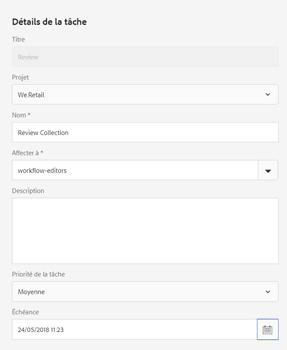 Détails de la tâche
Titre
Review
Projet
We.Retail
Nom *
Review Collection
Affecter à *
workflow-editors
Description
Priorité de la tâche
Moyenne
Échéance
24/05/2018 11:23